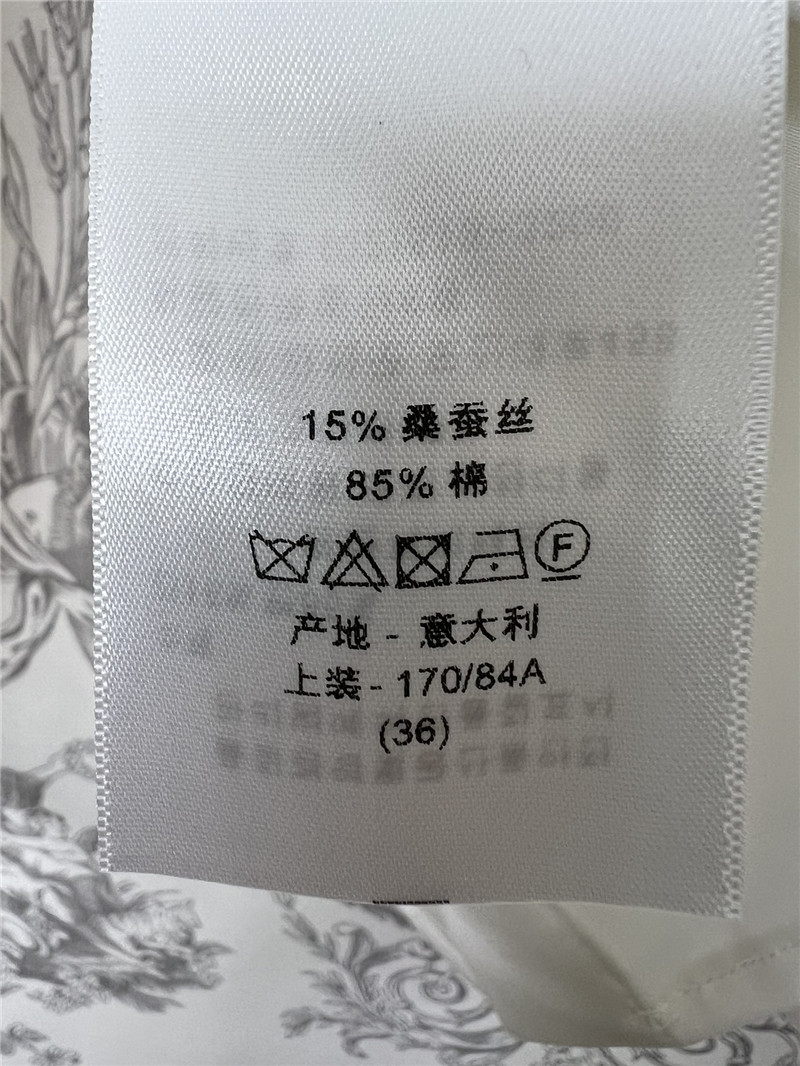 15% 桑蚕丝
85% 棉
F
产地 - 意大利
上装 - 170/84A
(36)